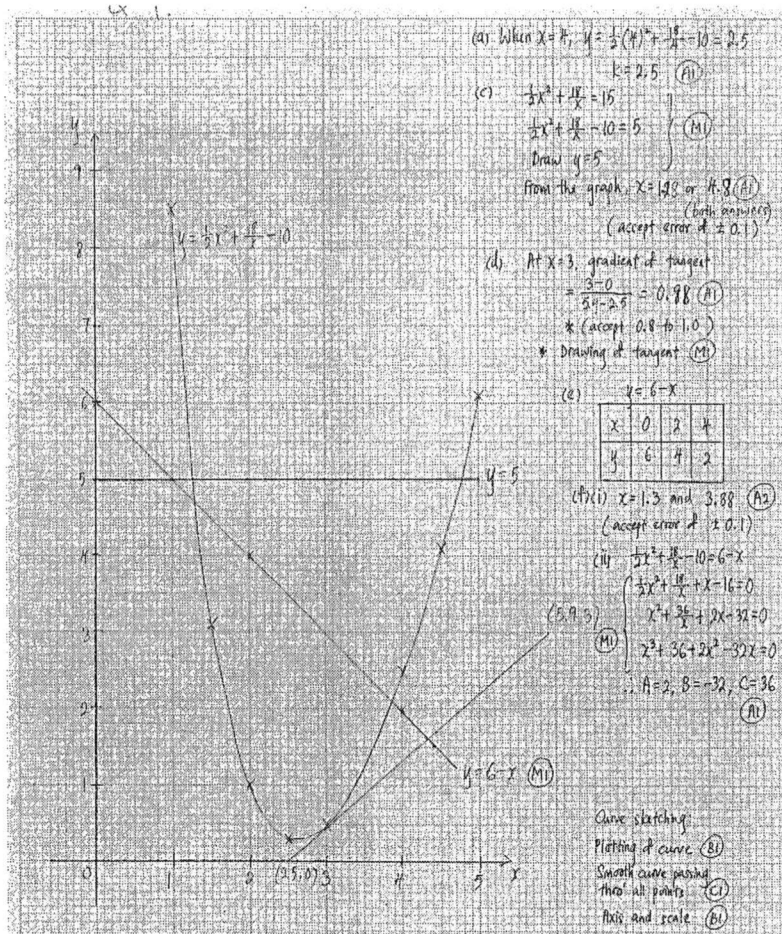 (a) When x=4, y = ½(4)² + 18/4 - 10 = 2.5
k = 2.5 (A1)
(c) ½x² + 18/x = 15
½x² + 18/x - 10 = 5 (M1)
Draw y = 5
From the graph, x = 1.28 or 4.8 (A1)
(both answers)
(accept error of ± 0.1)
(d) At x=3, gradient of tangent
= 3-0/5.9-2.5 = 0.88 (A1)
* (accept 0.8 to 1.0)
* Drawing of tangent (M1)
(e) y = 6-x
x 0 2 4
y 6 4 2
(f)(i) x = 1.3 and 3.88 (A2)
(accept error of ± 0.1)
(ii) ½x² + 18/x - 10 = 6-x
½x² + 18/x + x - 16 = 0
x² + 36/x + 2x - 32 = 0
(M1)
x³ + 36 + 2x² - 32x = 0
∴ A = 2, B = -32, C = 36
(A1)
Curve sketching:
Plotting of curve (B1)
Smooth curve passing
thro' all points (C1)
Axis and scale (B1)
y
9
8
7
6
5
4
3
2
1
0 1 2 3 4 5 x
y = ½x² + 18/x - 10
y = 5
(5.9, 3)
y = 6-x (M1)
(2.5, 0)